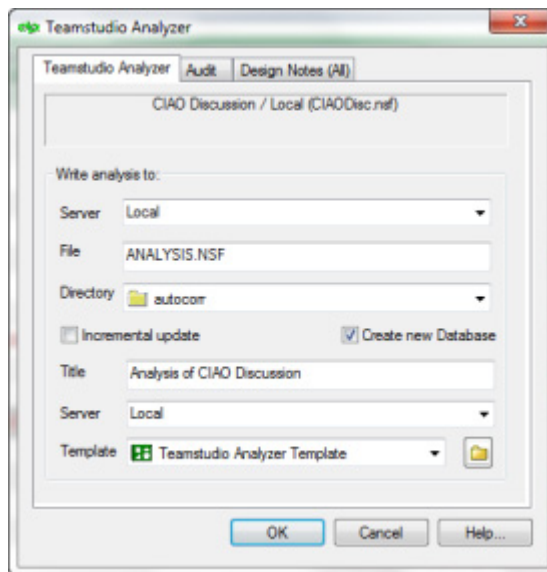 Teamstudio Analyzer
Teamstudio Analyzer Audit Design Notes (All)
CIAO Discussion / Local (CIAODisc.nsf)
Write analysis to:
Server Local
File ANALYSIS.NSF
Directory autocorr
Incremental update Create new Database
Title Analysis of CIAO Discussion
Server Local
Template Teamstudio Analyzer Template
OK Cancel Help...